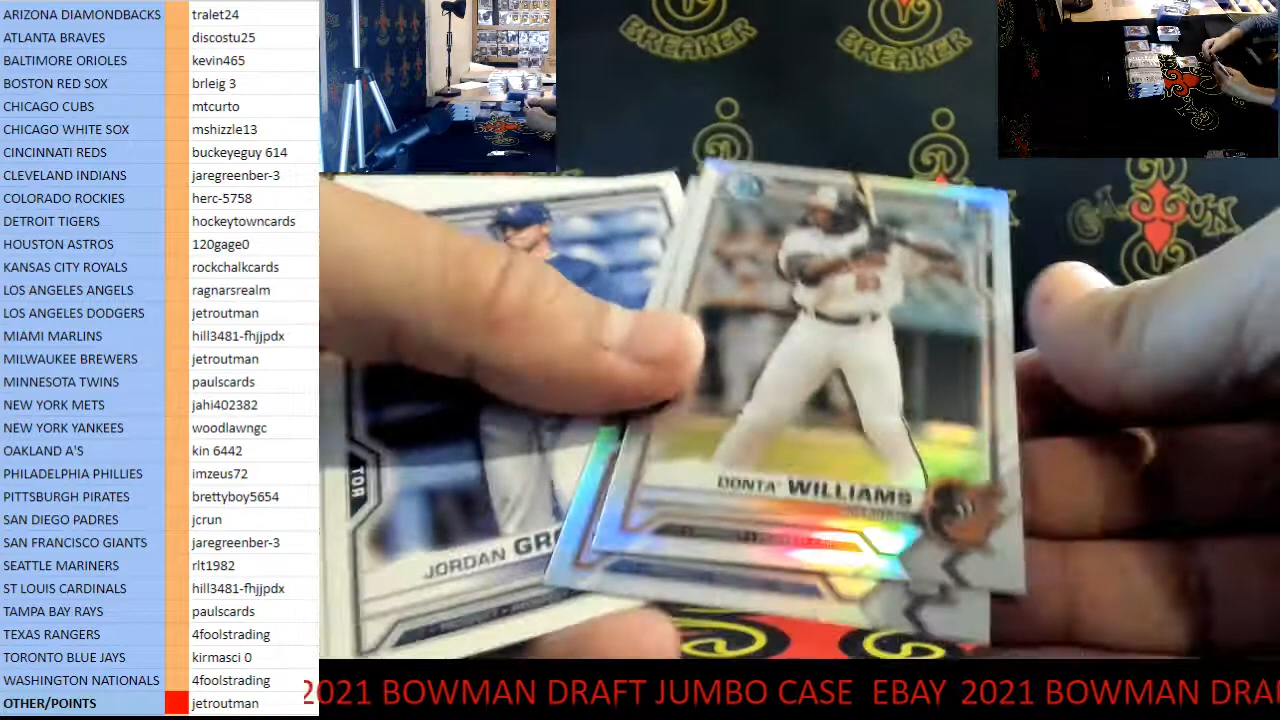 ARIZONA DIAMONDBACKS tralet24
ATLANTA BRAVES discostu25
BALTIMORE ORIOLES kevin465
BOSTON RED SOX brleig 3
CHICAGO CUBS mtcurto
CHICAGO WHITE SOX mshizzle13
CINCINNATI REDS buckeyeguy 614
CLEVELAND INDIANS jaregreenber-3
COLORADO ROCKIES herc-5758
DETROIT TIGERS hockeytowncards
HOUSTON ASTROS 120gage0
KANSAS CITY ROYALS rockchalkcards
LOS ANGELES ANGELS ragnarsrealm
LOS ANGELES DODGERS jetroutman
MIAMI MARLINS hill3481-fhjjpdx
MILWAUKEE BREWERS jetroutman
MINNESOTA TWINS paulscards
NEW YORK METS jahi402382
NEW YORK YANKEES woodlawngc
OAKLAND A'S kin 6442
PHILADELPHIA PHILLIES imzeus72
PITTSBURGH PIRATES brettyboy5654
SAN DIEGO PADRES jcrun
SAN FRANCISCO GIANTS jaregreenber-3
SEATTLE MARINERS rlt1982
ST LOUIS CARDINALS hill3481-fhjjpdx
TAMPA BAY RAYS paulscards
TEXAS RANGERS 4foolstrading
TORONTO BLUE JAYS kirmasci 0
WASHINGTON NATIONALS 4foolstrading
OTHER POINTS jetroutman
BREAKER BREAKER
DONTA' WILLIAMS
TOR
JORDAN GR
2021 BOWMAN DRAFT JUMBO CASE EBAY 2021 BOWMAN DRA